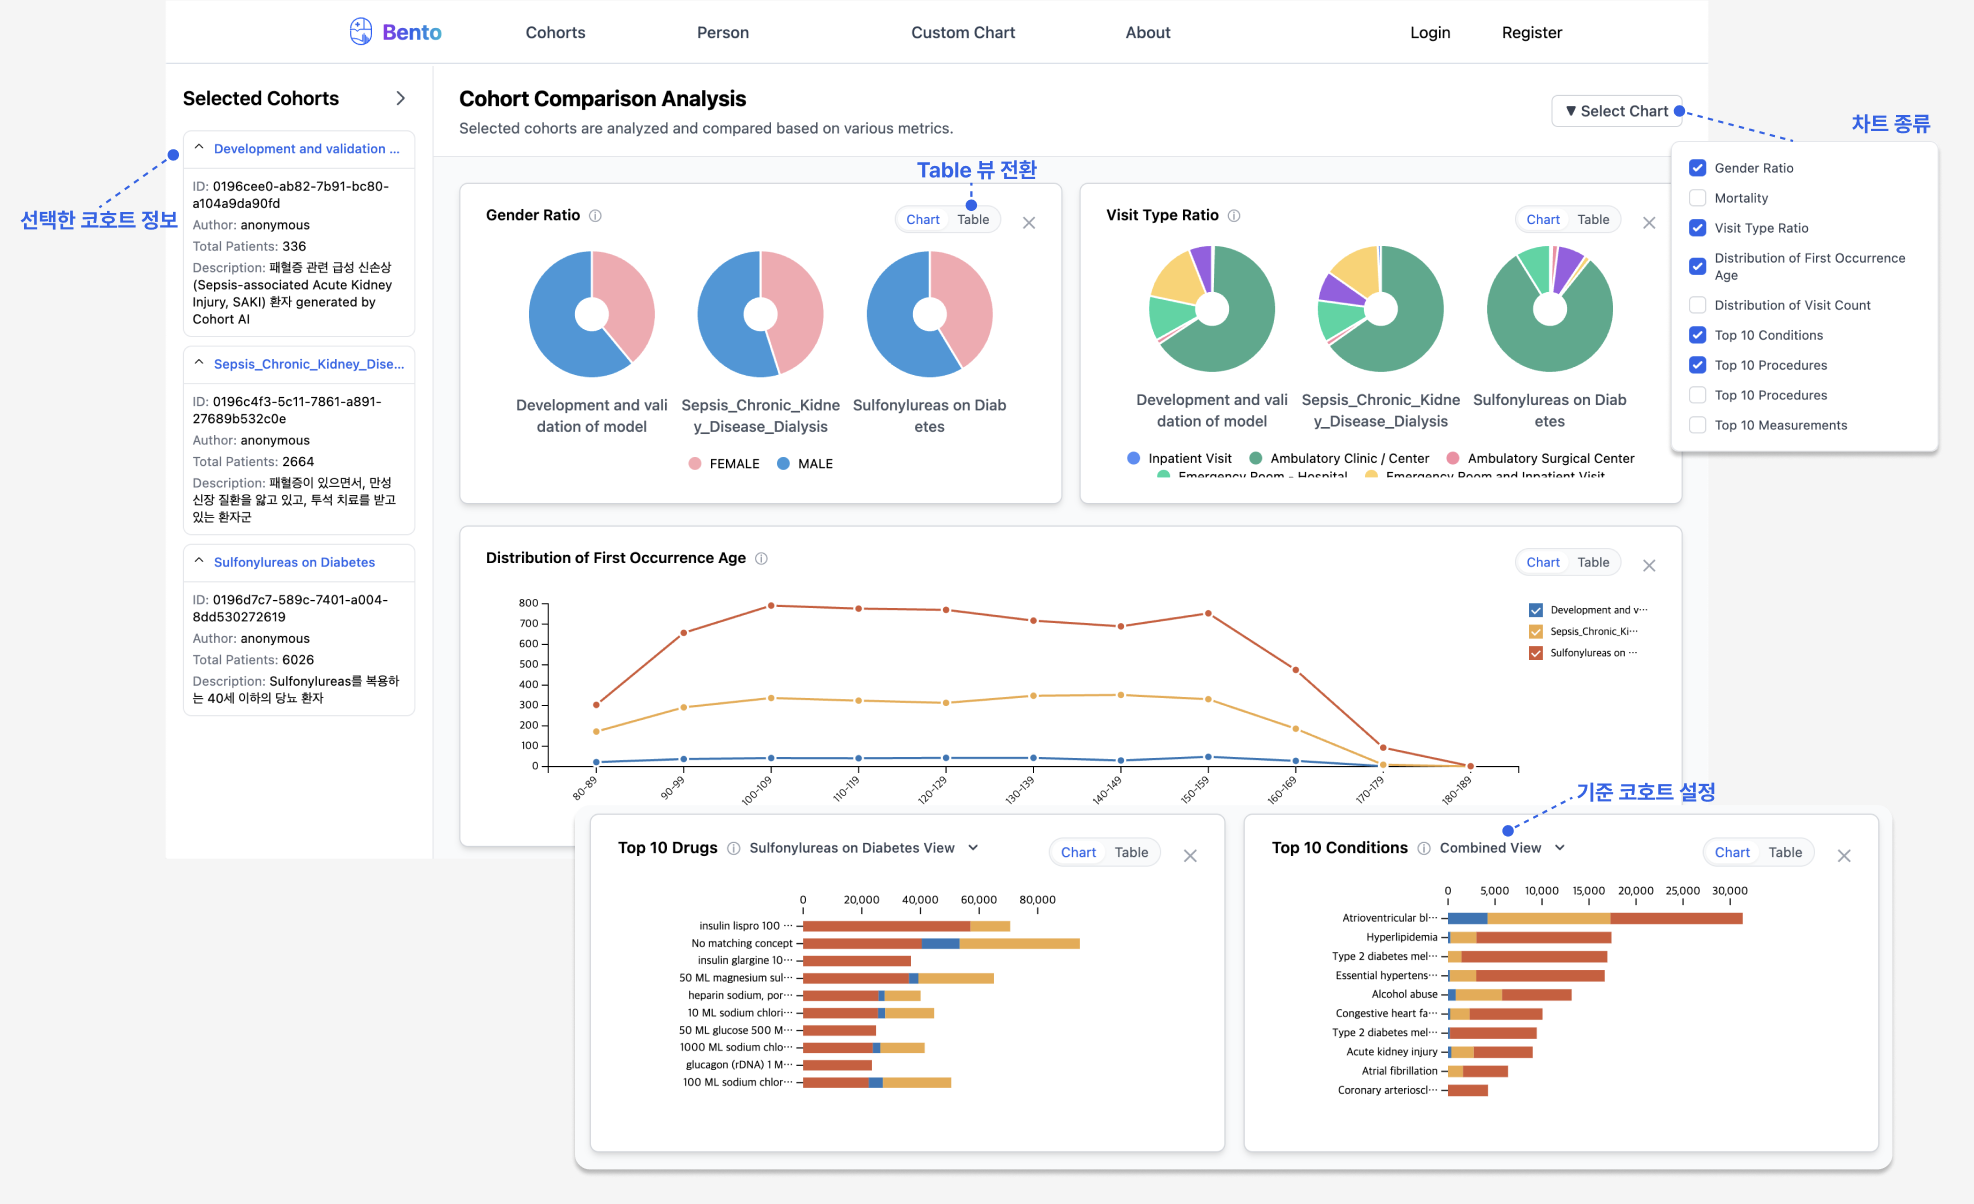 Bento
Cohorts
Person
Custom Chart
About
Login
Register
Selected Cohorts
Development and validation ...
ID: 0196cee0-ab82-7b91-bc80-
a104a9da90fd
Author: anonymous
Total Patients: 336
Description: 패혈증 관련 급성 신손상
(Sepsis-associated Acute Kidney
Injury, SAKI) 환자 generated by
Cohort AI
Sepsis_Chronic_Kidney_Dise...
ID: 0196c4f3-5c11-7861-a891-
27689b532c0e
Author: anonymous
Total Patients: 2664
Description: 패혈증이 있으면서, 만성
신장 질환을 앓고 있고, 투석 치료를 받고
있는 환자군
Sulfonylureas on Diabetes
ID: 0196d7c7-589c-7401-a004-
8dd530272619
Author: anonymous
Total Patients: 6026
Description: Sulfonylureas를 복용하
는 40세 이하의 당뇨 환자
선택한 코호트 정보
Cohort Comparison Analysis
Selected cohorts are analyzed and compared based on various metrics.
▼ Select Chart
차트 종류
Gender Ratio
Mortality
Visit Type Ratio
Distribution of First Occurrence
Age
Distribution of Visit Count
Top 10 Conditions
Top 10 Procedures
Top 10 Procedures
Top 10 Measurements
Table 뷰 전환
Gender Ratio
Chart Table
Development and vali
dation of model
Sepsis_Chronic_Kidne
y_Disease_Dialysis
Sulfonylureas on Diab
etes
FEMALE MALE
Visit Type Ratio
Chart Table
Development and vali
dation of model
Sepsis_Chronic_Kidne
y_Disease_Dialysis
Sulfonylureas on Diab
etes
Inpatient Visit Ambulatory Clinic / Center Ambulatory Surgical Center
Emergency Room - Hospital Emergency Room and Inpatient Visit
Distribution of First Occurrence Age
Chart Table
800
700
600
500
400
300
200
100
0
80-89
90-99
100-109
110-119
120-129
130-139
140-149
150-159
160-169
170-179
180-189
Development and v···
Sepsis_Chronic_Ki···
Sulfonylureas on ···
기준 코호트 설정
Top 10 Drugs
Sulfonylureas on Diabetes View
Chart Table
0 20,000 40,000 60,000 80,000
insulin lispro 100 ···
No matching concept
insulin glargine 10···
50 ML magnesium sul···
heparin sodium, por···
10 ML sodium chlori···
50 ML glucose 500 M···
1000 ML sodium chlo···
glucagon (rDNA) 1 M···
100 ML sodium chlor···
Top 10 Conditions
Combined View
Chart Table
0 5,000 10,000 15,000 20,000 25,000 30,000
Atrioventricular bl···
Hyperlipidemia
Type 2 diabetes mel···
Essential hypertens···
Alcohol abuse
Congestive heart fa···
Type 2 diabetes mel···
Acute kidney injury
Atrial fibrillation
Coronary arterioscl···